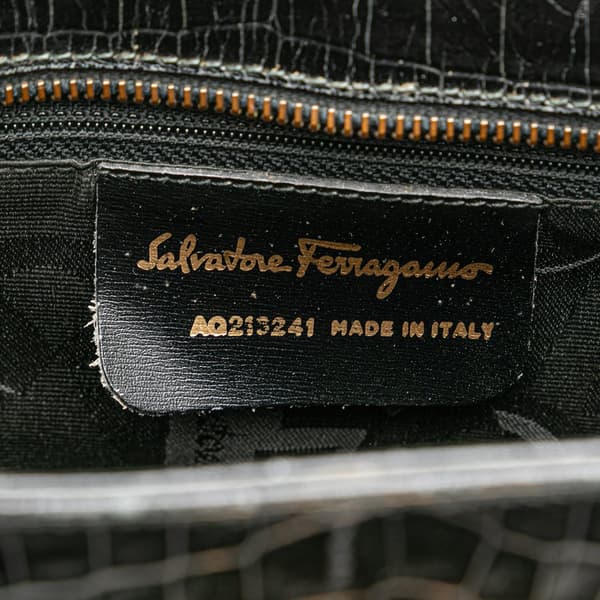 Salvatore Ferragamo
AQ213241 MADE IN ITALY